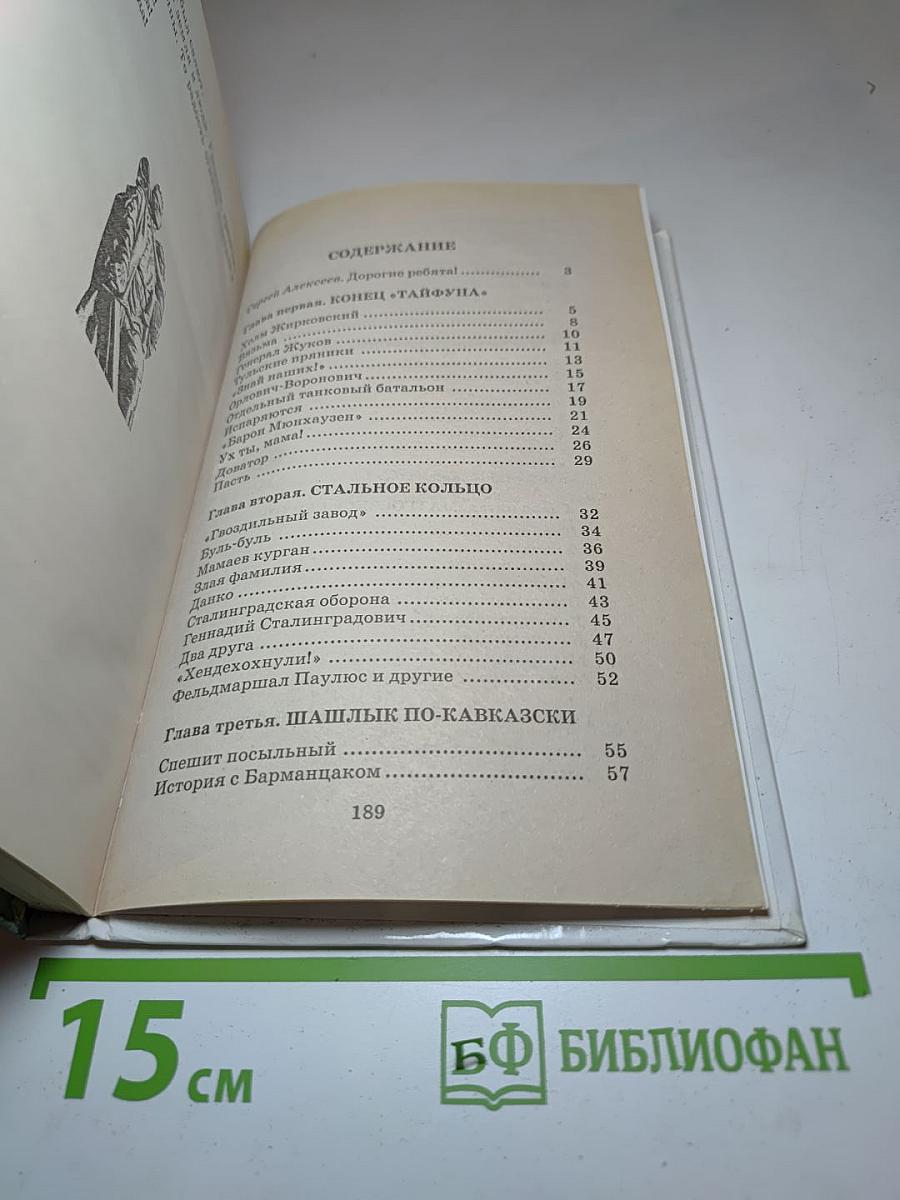 СОДЕРЖАНИЕ
Сергей Алексеев. Дорогие ребята! ................ 3
Глава первая. КОНЕЦ «ТАЙФУНА»
Холм Жирковский ................ 5
Вязьма ................ 8
Генерал Жуков ................ 10
Тульские пряники ................ 11
«Знай наших!» ................ 13
Орлович-Воронович ................ 15
Отдельный танковый батальон ................ 17
Испаряются ................ 19
«Барон Мюнхаузен» ................ 21
Ух ты, мама! ................ 24
Доватор ................ 26
Пасть ................ 29
Глава вторая. СТАЛЬНОЕ КОЛЬЦО
«Гвоздильный завод» ................ 32
Буль-буль ................ 34
Мамаев курган ................ 36
Злая фамилия ................ 39
Данко ................ 41
Сталинградская оборона ................ 43
Геннадий Сталинградович ................ 45
Два друга ................ 47
«Хендехохнули!» ................ 50
Фельдмаршал Паулюс и другие ................ 52
Глава третья. ШАШЛЫК ПО-КАВКАЗСКИ
Спешит посыльный ................ 55
История с Барманцаком ................ 57
189
15 см
БФ БИБЛИОФАН